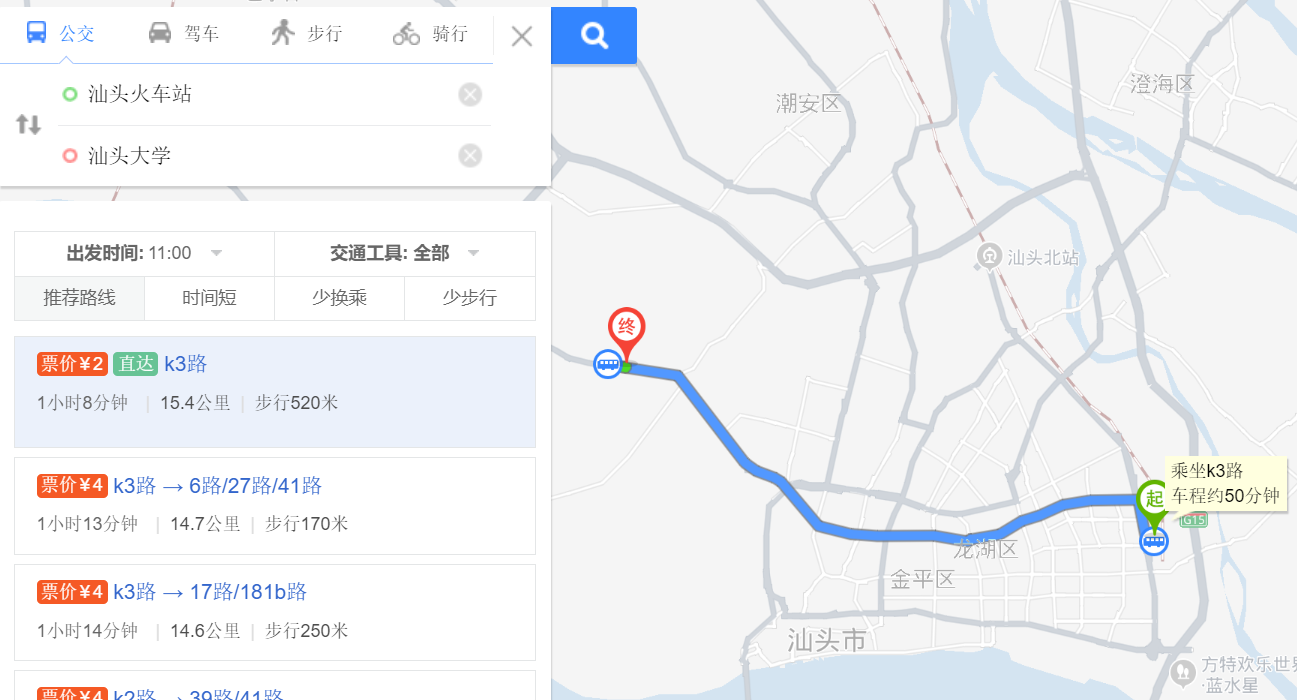 公交 驾车 步行 骑行
汕头火车站
汕头大学
出发时间: 11:00 交通工具: 全部
推荐路线 时间短 少换乘 少步行
票价¥2 直达 k3路
1小时8分钟 | 15.4公里 | 步行520米
票价¥4 k3路 → 6路/27路/41路
1小时13分钟 | 14.7公里 | 步行170米
票价¥4 k3路 → 17路/181b路
1小时14分钟 | 14.6公里 | 步行250米
票价¥4 k2路 → 39路/41路
潮安区
澄海区
汕头北站
终
起
乘坐k3路
车程约50分钟
G15
龙湖区
金平区
汕头市
方特欢乐世界
·蓝水星